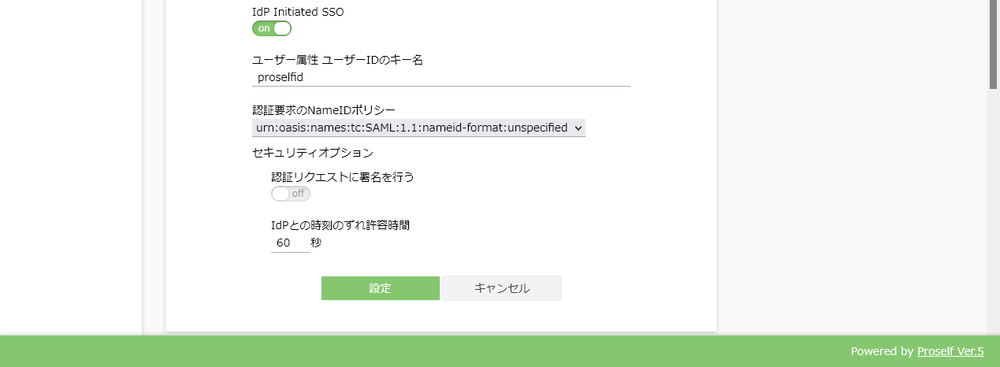 IdP Initiated SSO
on
ユーザー属性 ユーザーIDのキー名
proselfid
認証要求のNameIDポリシー
urn:oasis:names:tc:SAML:1.1:nameid-format:unspecified
セキュリティオプション
認証リクエストに署名を行う
off
IdPとの時刻のずれ許容時間
60 秒
設定 キャンセル
Powered by Proself Ver.5